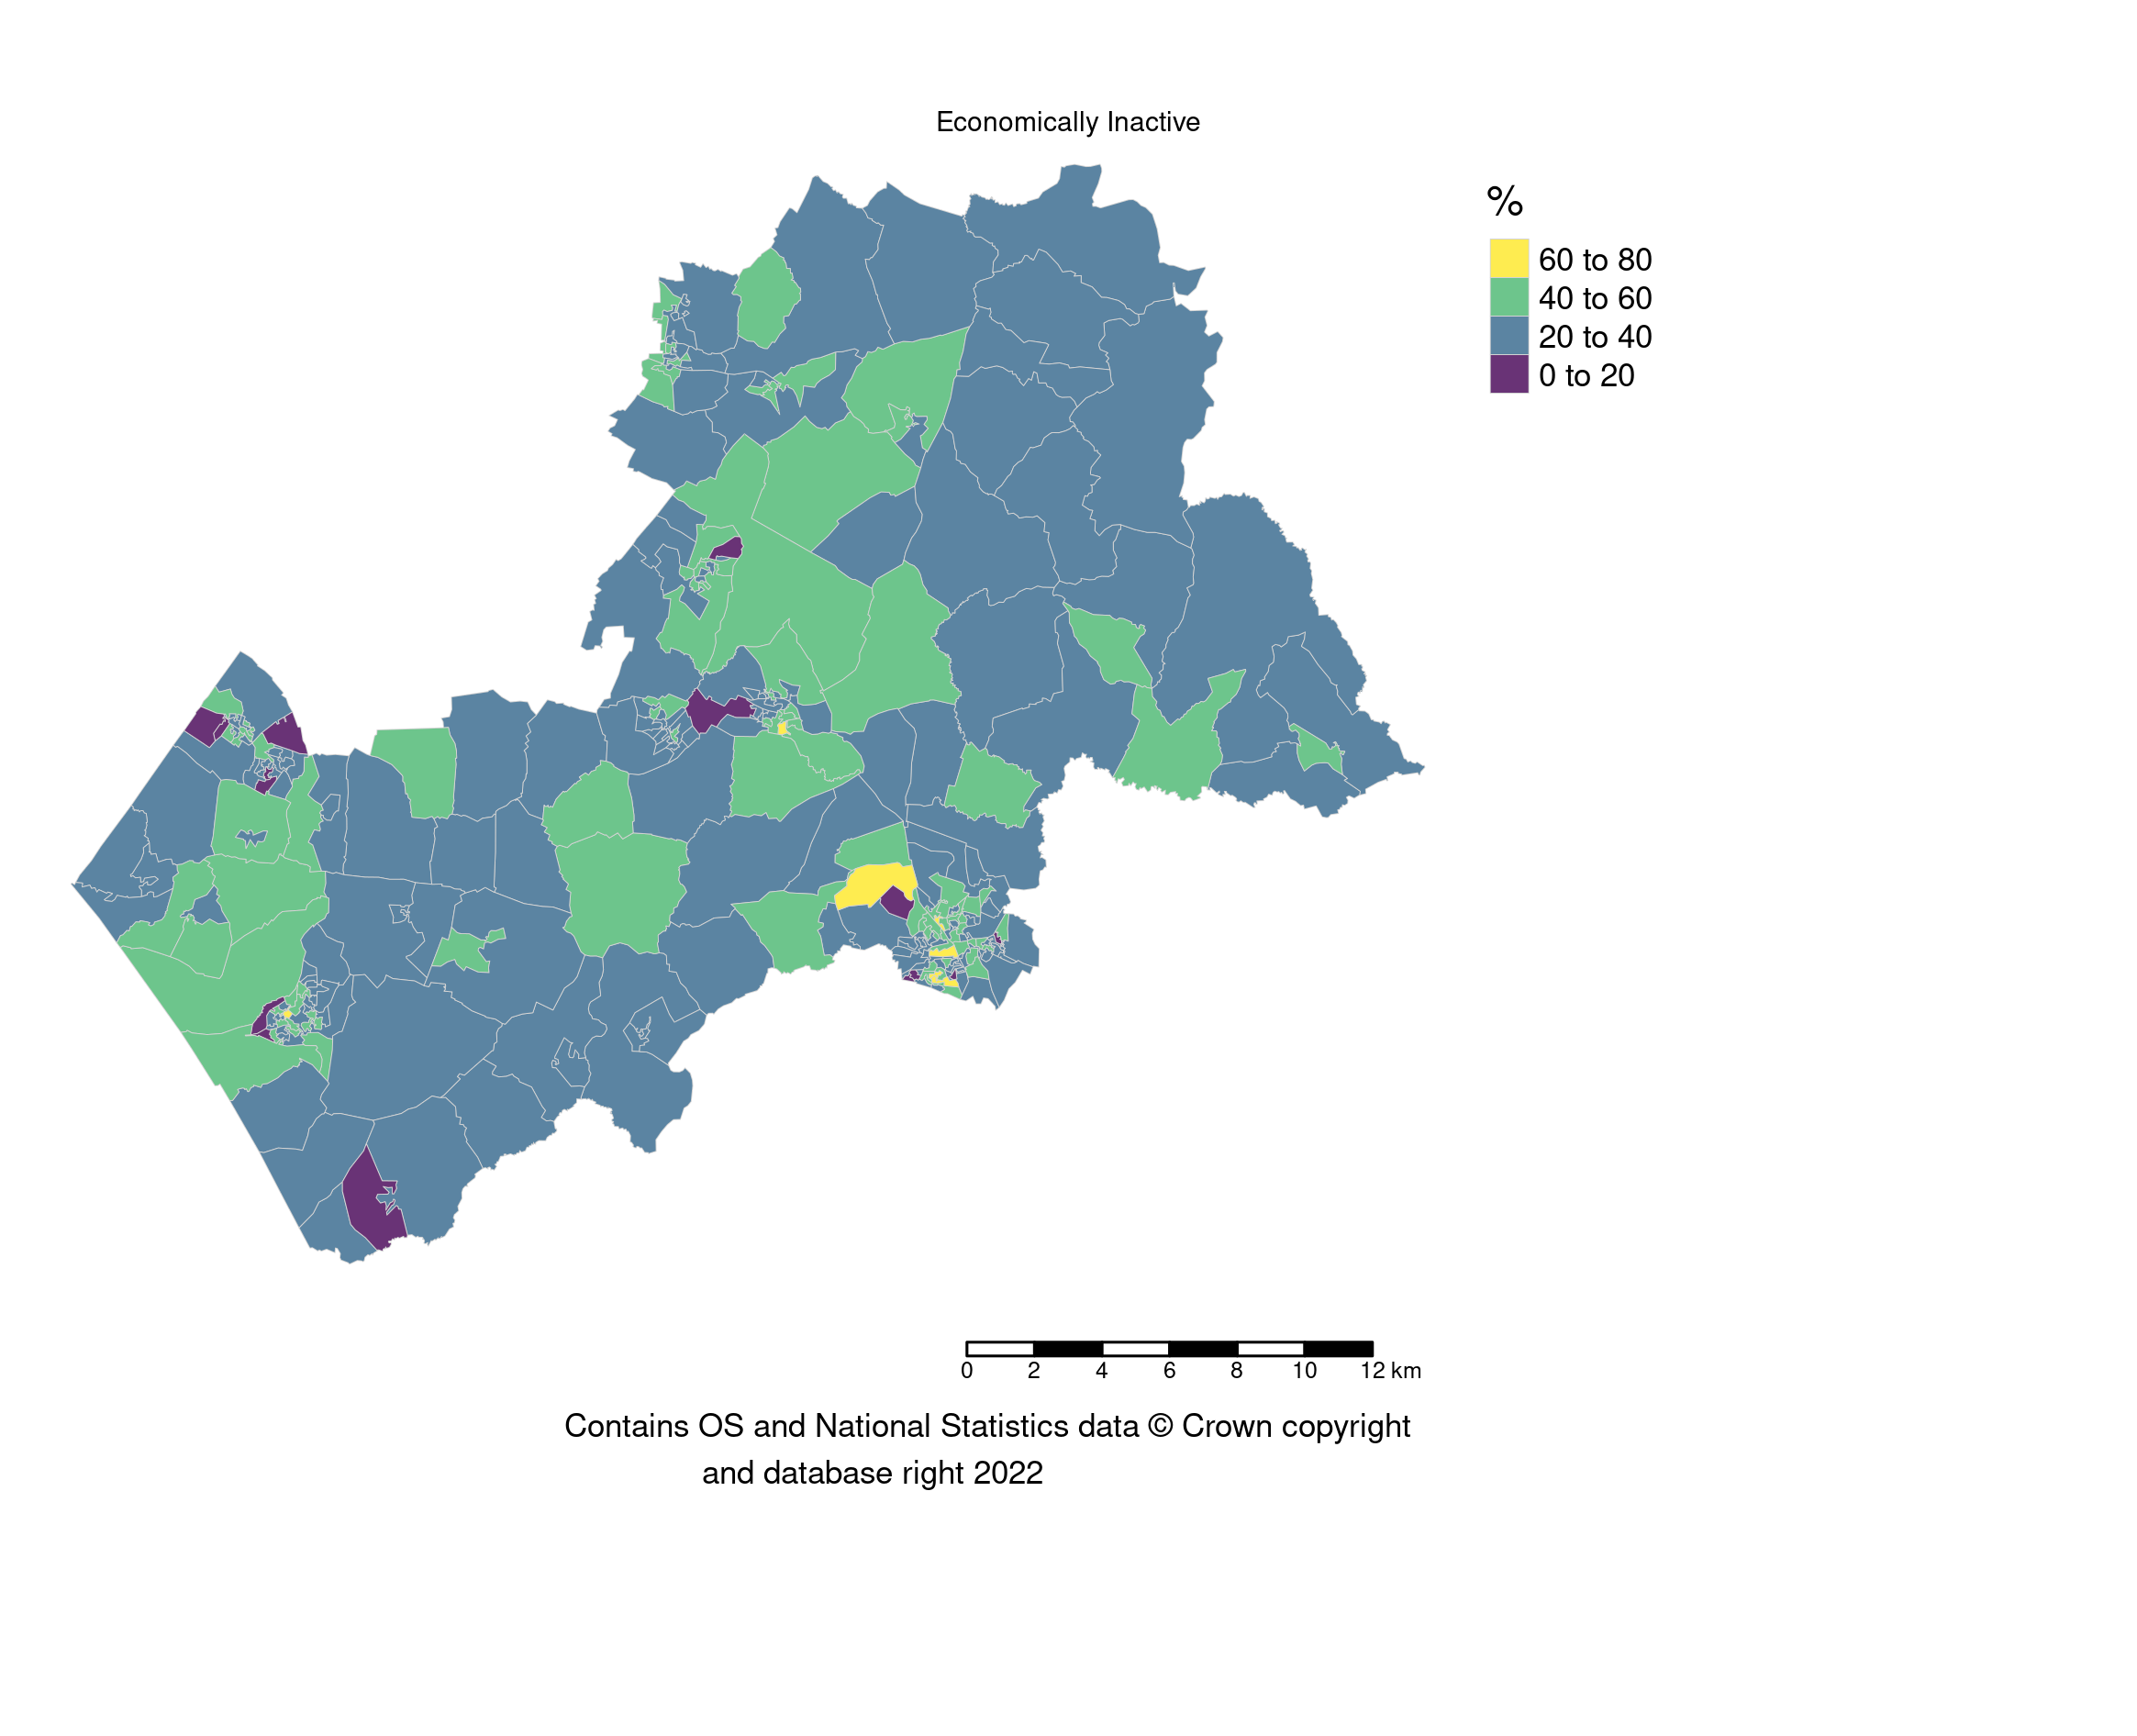 Economically Inactive
%
60 to 80
40 to 60
20 to 40
0 to 20
0 2 4 6 8 10 12 km
Contains OS and National Statistics data © Crown copyright
and database right 2022